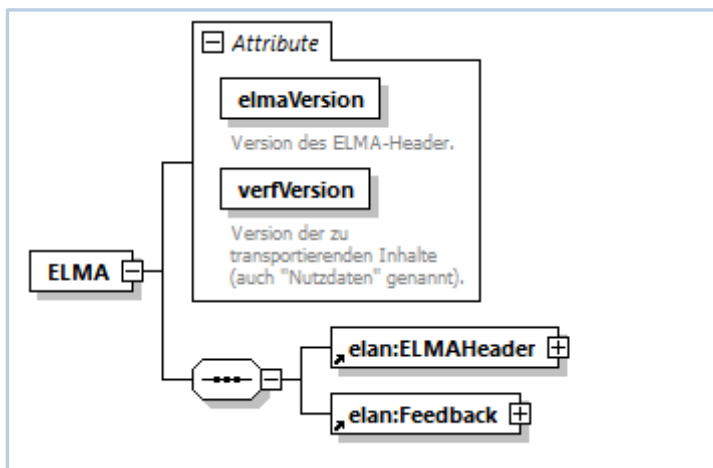 Attribute
elmaVersion
Version des ELMA-Header.
verfVersion
Version der zu
transportierenden Inhalte
(auch "Nutzdaten" genannt).
ELMA
elan:ELMAHeader
elan:Feedback